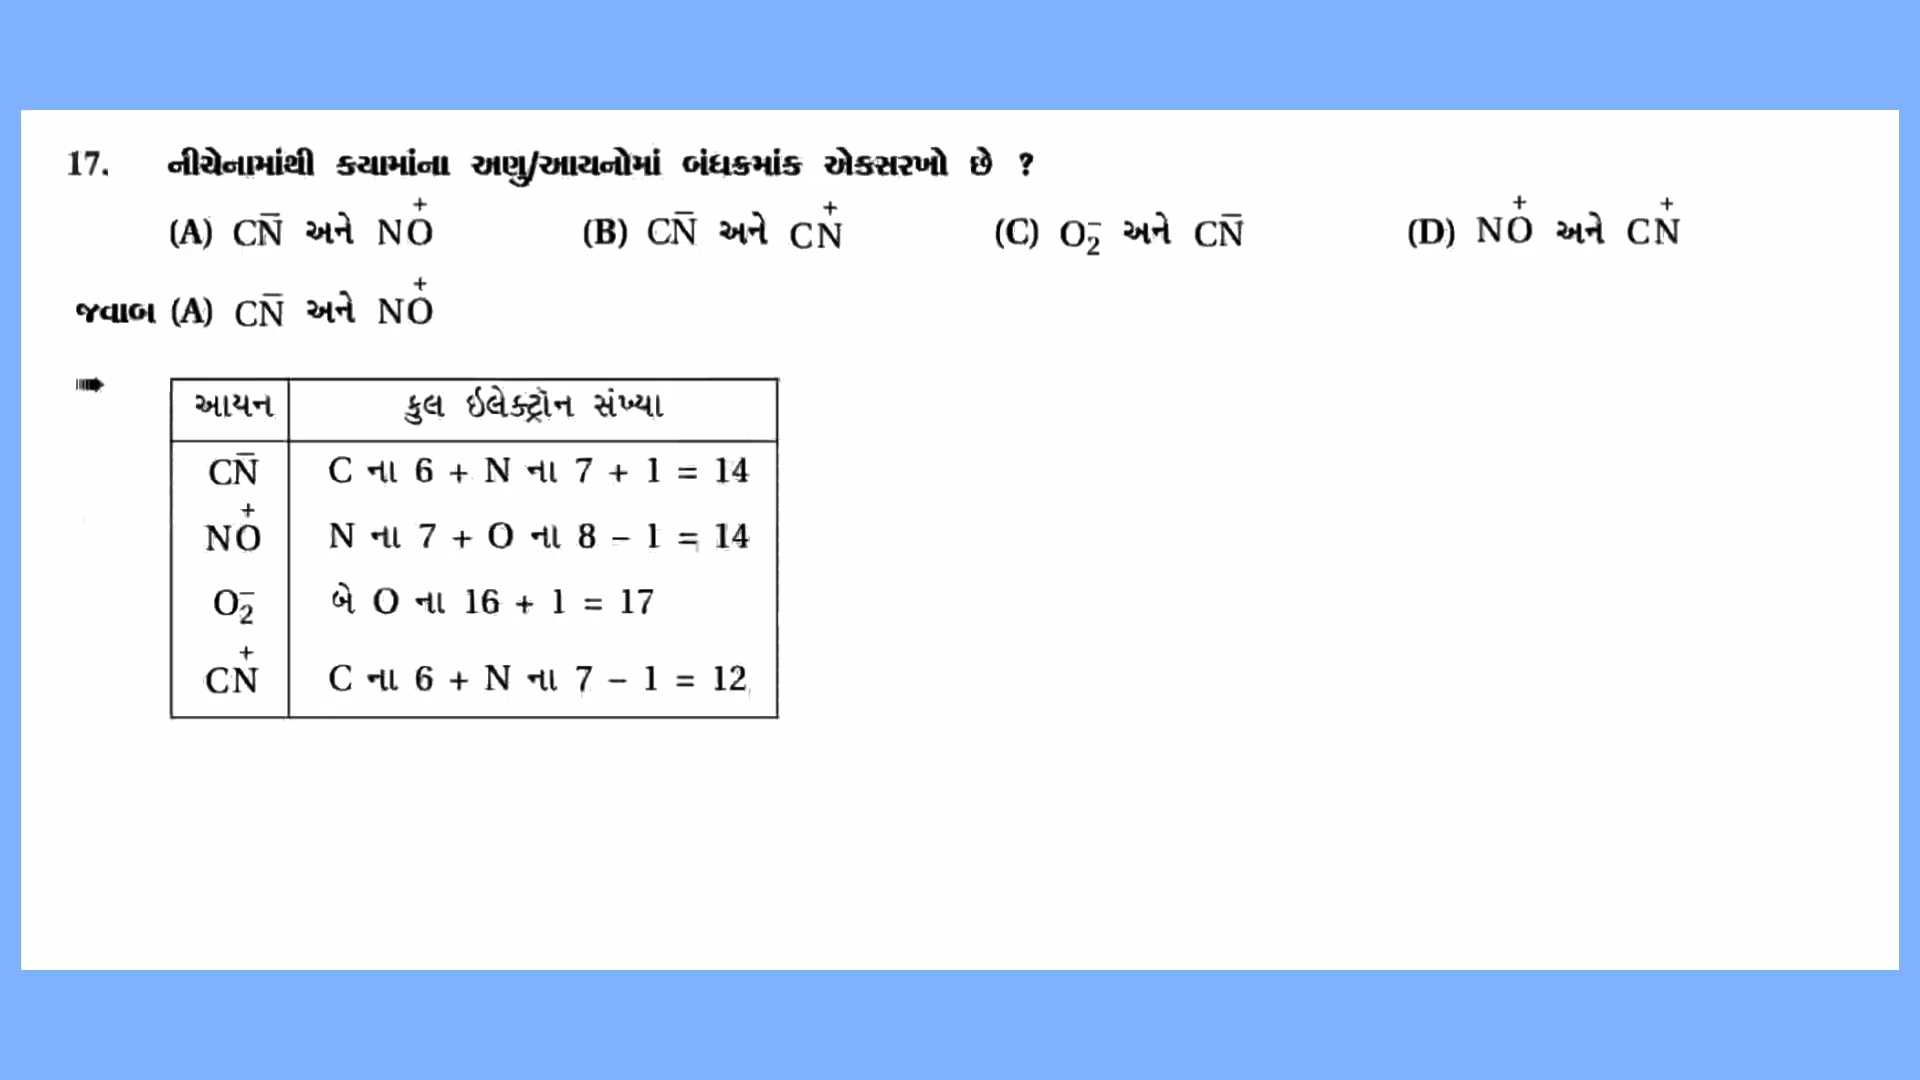 17. નીચેનામાંથી કયામાંના અણુ/આયનોમાં બંધક્રમાંક એકસરખો છે ?
(A) CN̄ અને NO⁺ (B) CN̄ અને CN⁺ (C) O₂⁻ અને CN̄ (D) NO⁺ અને CN⁺
જવાબ (A) CN̄ અને NO⁺
આયન કુલ ઇલેક્ટ્રૉન સંખ્યા
CN̄ C ના 6 + N ના 7 + 1 = 14
NO⁺ N ના 7 + O ના 8 − 1 = 14
O₂⁻ બે O ના 16 + 1 = 17
CN⁺ C ના 6 + N ના 7 − 1 = 12